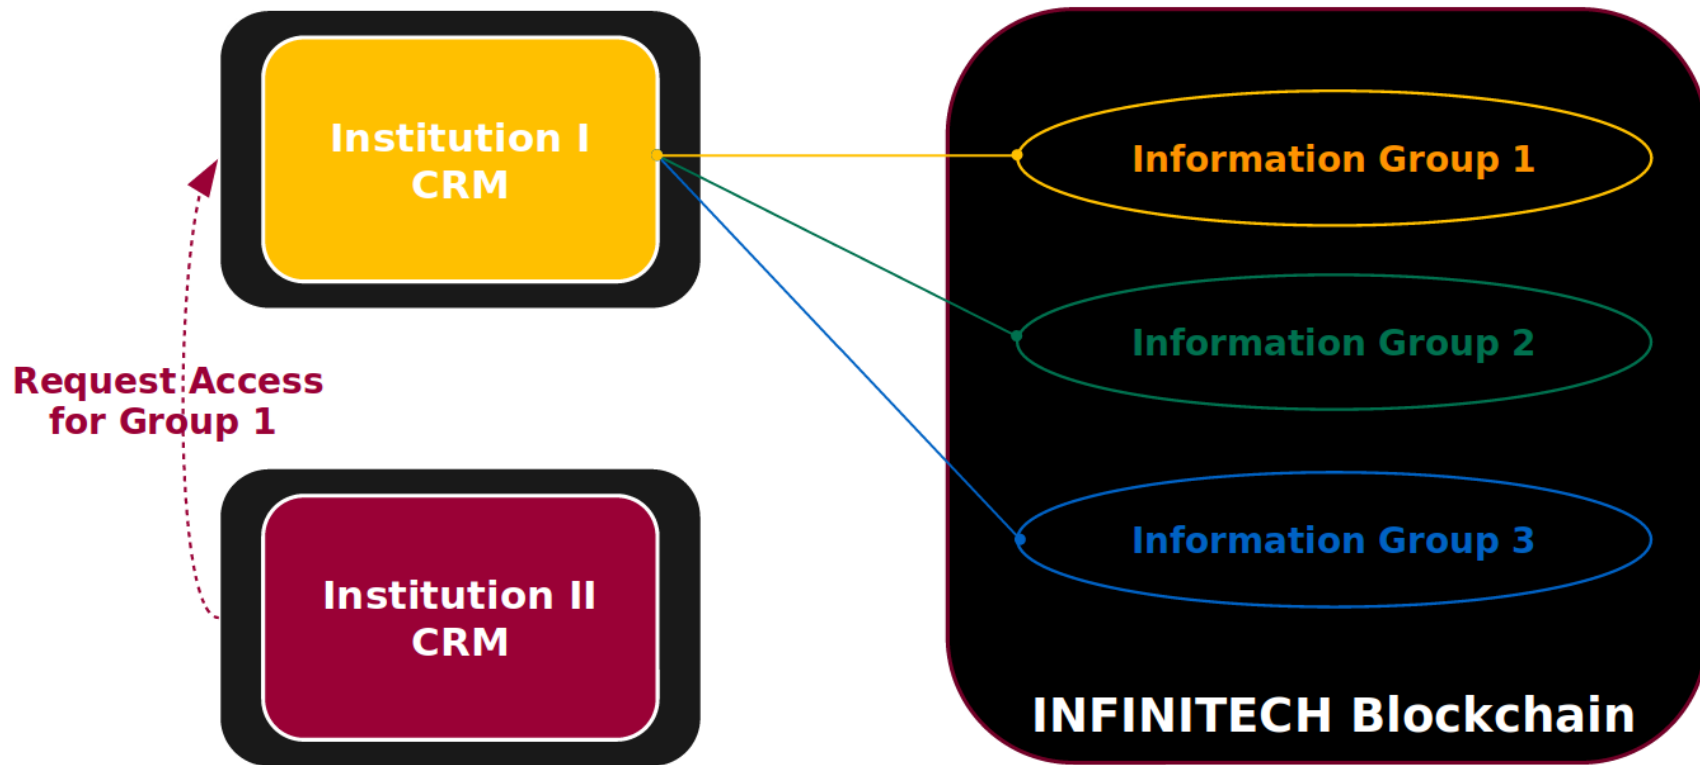 Institution I
CRM
Information Group 1
Information Group 2
Request Access
for Group 1
Information Group 3
Institution II
CRM
INFINITECH Blockchain